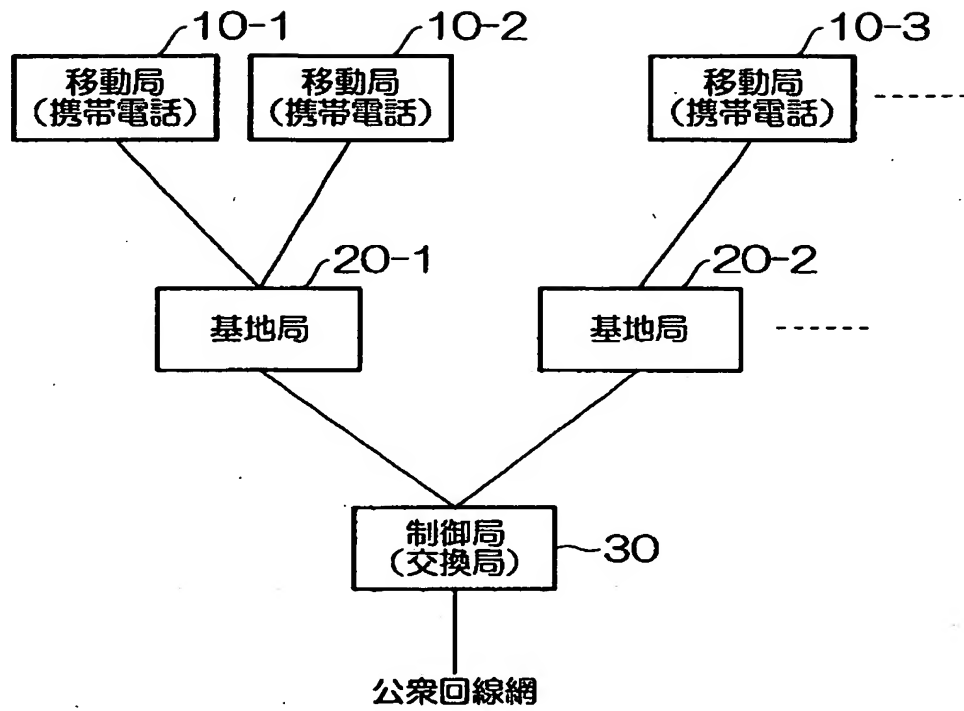 10-1
10-2
10-3
移動局
(携帯電話)
移動局
(携帯電話)
移動局
(携帯電話)
20-1
20-2
基地局
基地局
制御局
(交換局)
30
公衆回線網